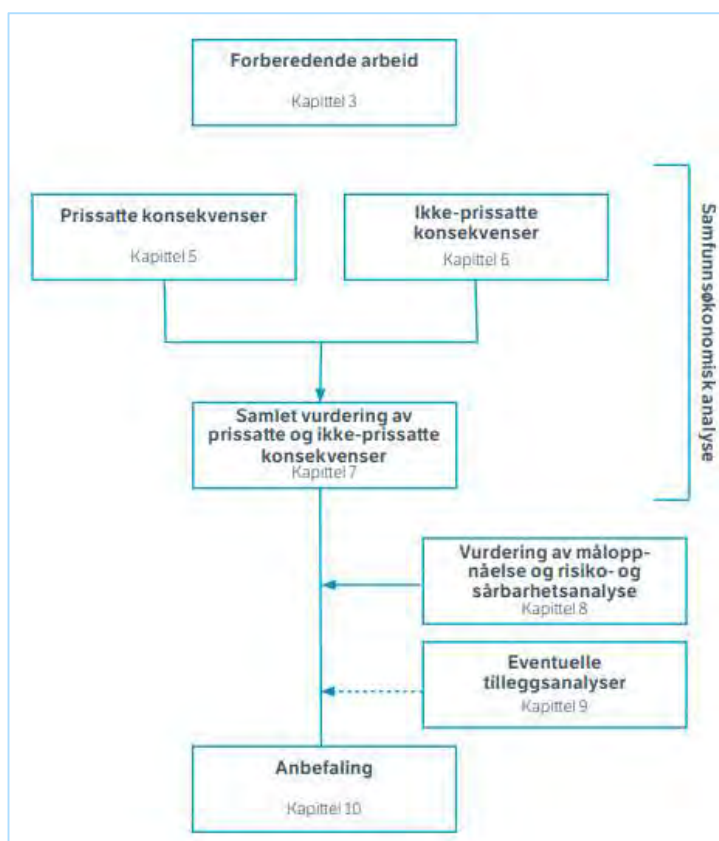 Forberedende arbeid
Kapittel 3
Prissatte konsekvenser
Kapittel 5
Ikke-prissatte
konsekvenser
Kapittel 6
Samfunnsøkonomisk analyse
Samlet vurdering av
prissatte og ikke-prissatte
konsekvenser
Kapittel 7
Vurdering av målopp-
nåelse og risiko- og
sårbarhetsanalyse
Kapittel 8
Eventuelle
tilleggsanalyser
Kapittel 9
Anbefaling
Kapittel 10